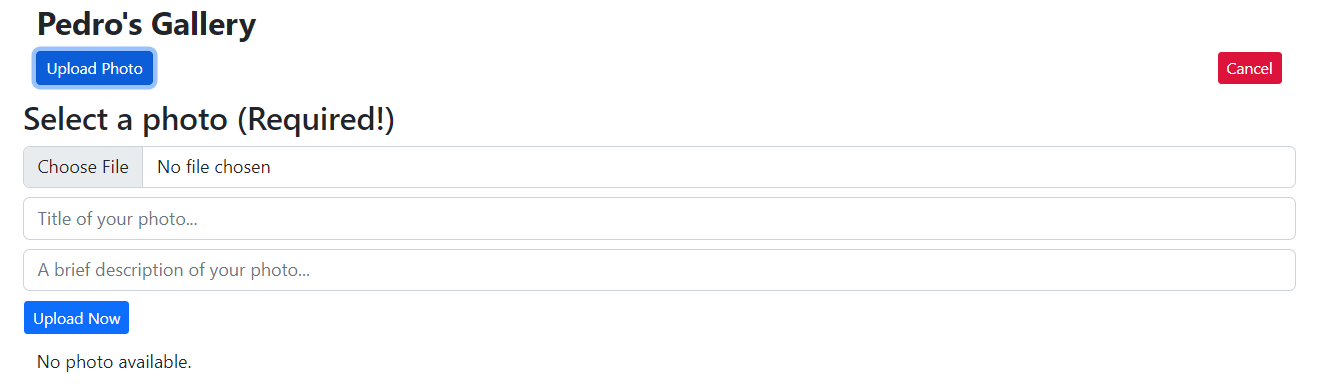 Pedro's Gallery
Upload Photo Cancel
Select a photo (Required!)
Choose File No file chosen
Title of your photo...
A brief description of your photo...
Upload Now
No photo available.